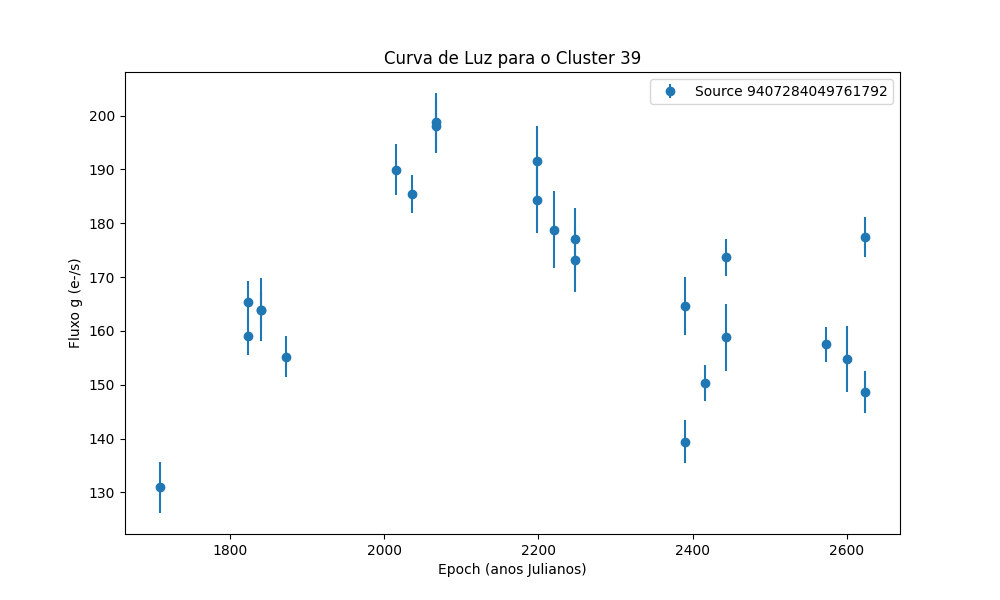 Curva de Luz para o Cluster 39
Source 9407284049761792
200
190
180
170
160
150
140
130
Fluxo g (e-/s)
1800 2000 2200 2400 2600
Epoch (anos Julianos)